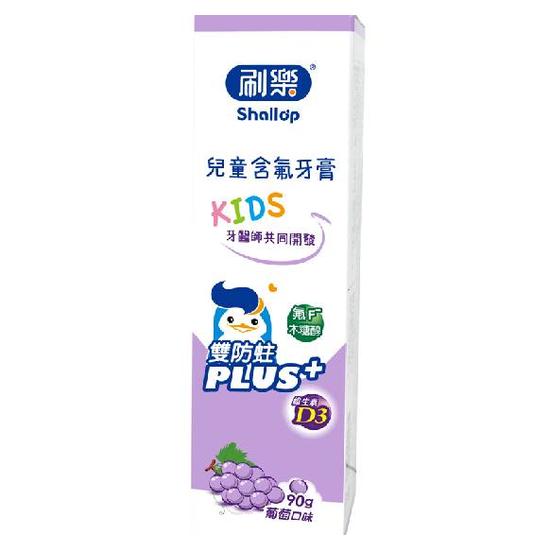 刷樂®
Shallop
兒童含氟牙膏
KIDS
牙醫師共同開發
氟F⁻
木糖醇
雙防蛀
PLUS+
維生素
D3
90g
葡萄口味